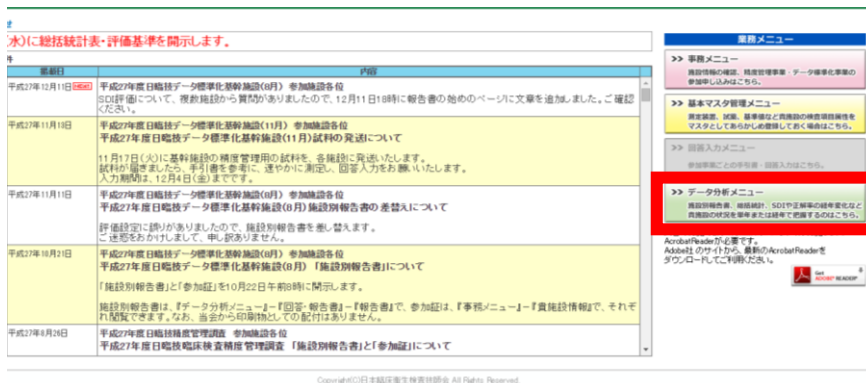 (水)に総括統計表・評価基準を開示します。
件
掲載日 内容
平成27年12月11日 NEW! 平成27年度日臨技データ標準化基幹施設(8月) 参加施設各位
SDI評価について、複数施設から質問がありましたので、12月11日18時に報告書の始めのページに文章を追加しました。ご確認
ください。
平成27年11月13日 平成27年度日臨技データ標準化基幹施設(11月) 参加施設各位
平成27年度日臨技データ標準化基幹施設(11月)試料の発送について
11月17日(火)に基幹施設の精度管理用の試料を、各施設に発送いたします。
試料が届きましたら、手引書を参考に、速やかに測定し、回答入力をお願いいたします。
入力期間は、12月4日(金)までです。
平成27年11月11日 平成27年度日臨技データ標準化基幹施設(8月) 参加施設各位
平成27年度日臨技データ標準化基幹施設(8月)施設別報告書の差替えについて
評価設定に誤りがありましたので、施設別報告書を差し替えます。
ご迷惑をおかけしまして、申し訳ありません。
平成27年10月21日 平成27年度日臨技データ標準化基幹施設(8月) 参加施設各位
平成27年度日臨技データ標準化基幹施設(8月) 「施設別報告書」について
「施設別報告書」と「参加証」を10月22日午前8時に開示します。
施設別報告書は、『データ分析メニュー』－『回答・報告書』－『報告書』で、参加証は、『事務メニュー』－『貴施設情報』で、それぞ
れ閲覧できます。なお、当会から印刷物としての配付はありません。
平成27年8月26日 平成27年度日臨技精度管理調査 参加施設各位
平成27年度日臨技臨床検査精度管理調査 「施設別報告書」と「参加証」について
業務メニュー
>> 事務メニュー
施設情報の確認、精度管理事業・データ標準化事業の
参加申し込みはこちら。
>> 基本マスタ管理メニュー
測定装置、試薬、基準値など貴施設の検査項目属性を
マスタとしてあらかじめ登録しておく場合はこちら。
>> 回答入力メニュー
参加事業ごとの手引書・回答入力はこちら。
>> データ分析メニュー
施設別報告書、総括統計、SDIや正解率の経年変化など
貴施設の状況を単年または経年で把握するのはこちら。
AcrobatReaderが必要です。
Adobe社のサイトから、最新のAcrobatReaderを
ダウンロードしてご利用ください。
Get
ADOBE® READER®
Copyright(C)日本臨床衛生検査技師会 All Rights Reserved.